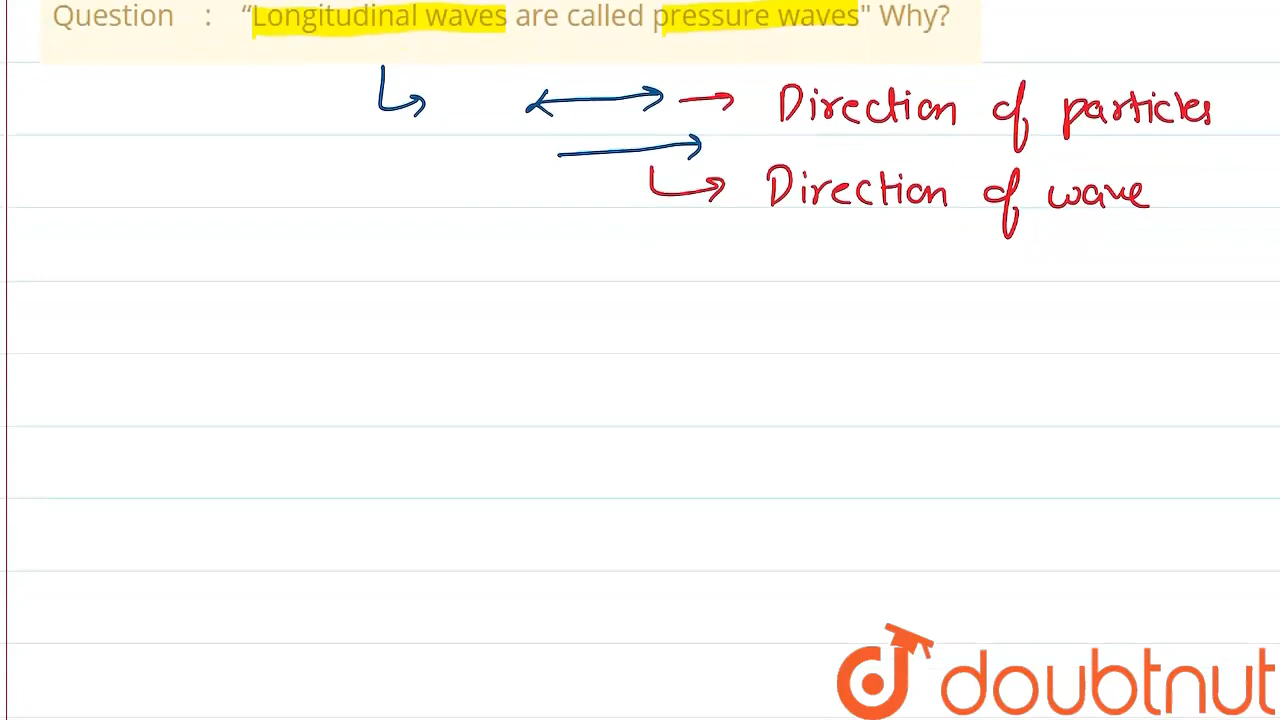 Question : “Longitudinal waves are called pressure waves" Why?
Direction of particles
Direction of wave
doubtnut